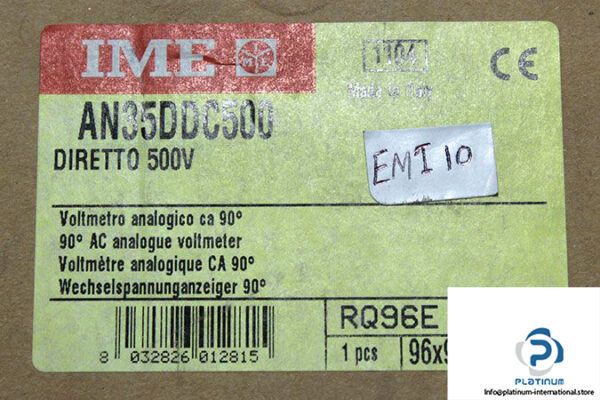 IME
1104
Made in Italy
CE
AN35DDC500
DIRETTO 500V
EMI 10
Voltmetro analogico ca 90°
90° AC analogue voltmeter
Voltmètre analogique CA 90°
Wechselspannunganzeiger 90°
8 032826 012815
RQ96E
1 pcs
PLATINUM
Info@platinum-international.store